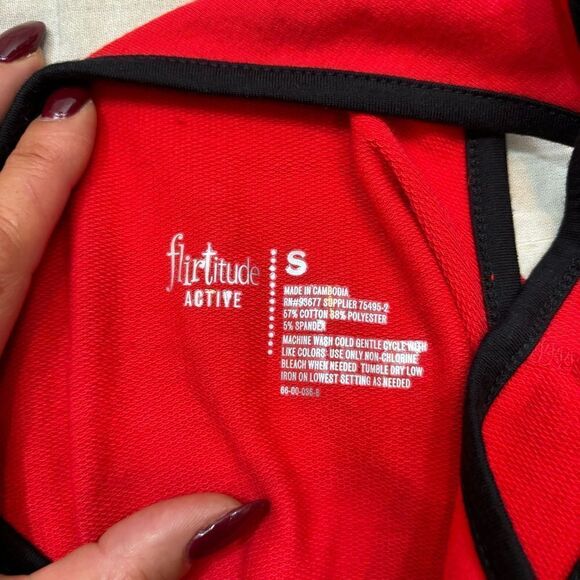 flirtitude
ACTIVE
S
MADE IN CAMBODIA
RN#93677 SUPPLIER 75495-2
57% COTTON 38% POLYESTER
5% SPANDEX
MACHINE WASH COLD GENTLE CYCLE WITH
LIKE COLORS· USE ONLY NON-CHLORINE
BLEACH WHEN NEEDED TUMBLE DRY LOW
IRON ON LOWEST SETTING AS NEEDED